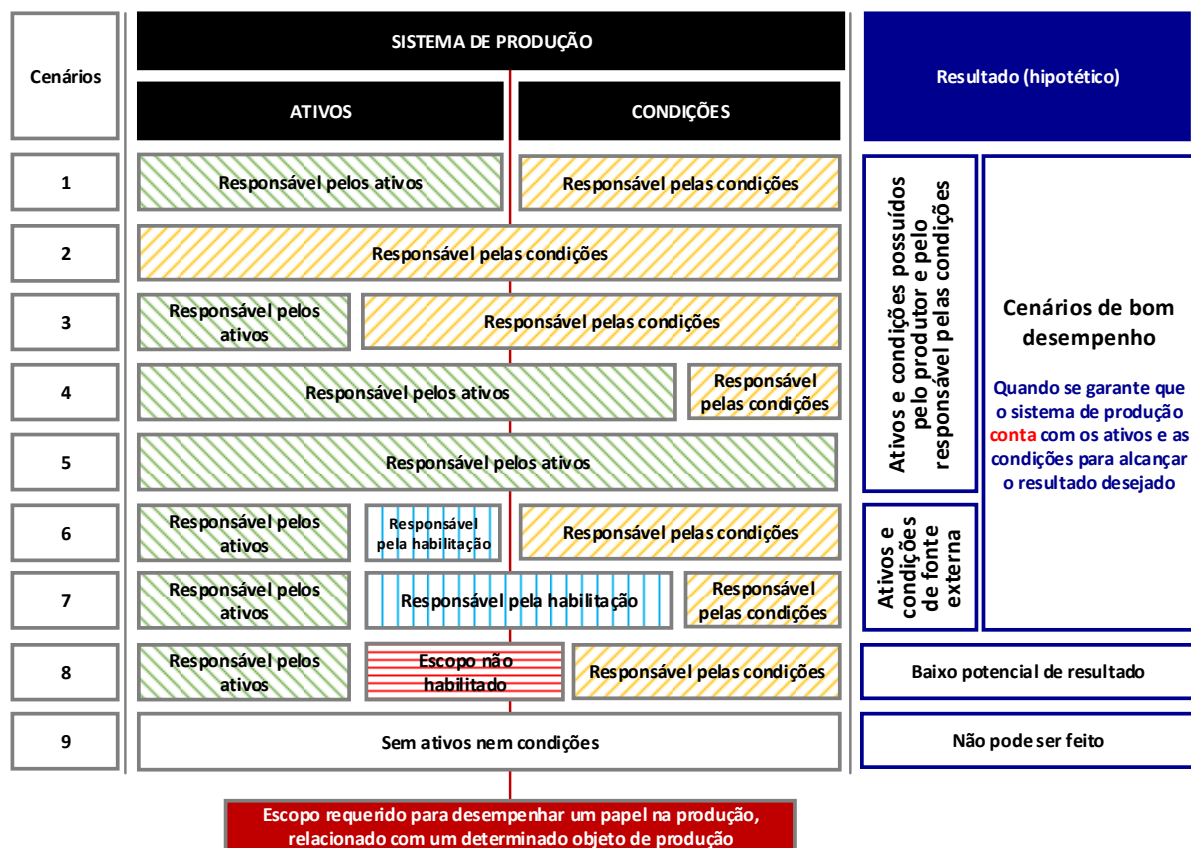 SISTEMA DE PRODUÇÃO
Cenários
Resultado (hipotético)
ATIVOS
CONDIÇÕES
1
Responsável pelos ativos
Responsável pelas condições
2
Responsável pelas condições
3
Responsável pelos
ativos
Responsável pelas condições
4
Responsável pelos ativos
Responsável
pelas condições
5
Responsável pelos ativos
6
Responsável pelos
ativos
Responsável
pela habilitação
Responsável pelas condições
7
Responsável pelos
ativos
Responsável pela habilitação
Responsável
pelas condições
8
Responsável pelos
ativos
Escopo não
habilitado
Responsável pelas condições
9
Sem ativos nem condições
Ativos e condições possuídos
pelo produtor e pelo
responsável pelas condições
Ativos e
condições
de fonte
externa
Cenários de bom
desempenho
Quando se garante que
o sistema de produção
conta com os ativos e as
condições para alcançar
o resultado desejado
Baixo potencial de resultado
Não pode ser feito
Escopo requerido para desempenhar um papel na produção,
relacionado com um determinado objeto de produção